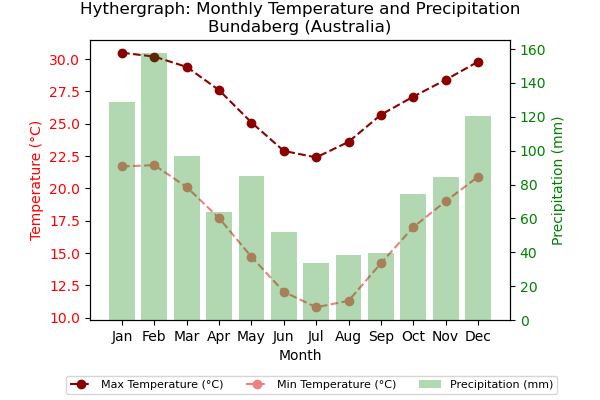 Hythergraph: Monthly Temperature and Precipitation
Bundaberg (Australia)
Temperature (°C)
30.0
27.5
25.0
22.5
20.0
17.5
15.0
12.5
10.0
160
140
120
100
80
60
40
20
0
Precipitation (mm)
Jan Feb Mar Apr May Jun Jul Aug Sep Oct Nov Dec
Month
Max Temperature (°C) Min Temperature (°C) Precipitation (mm)